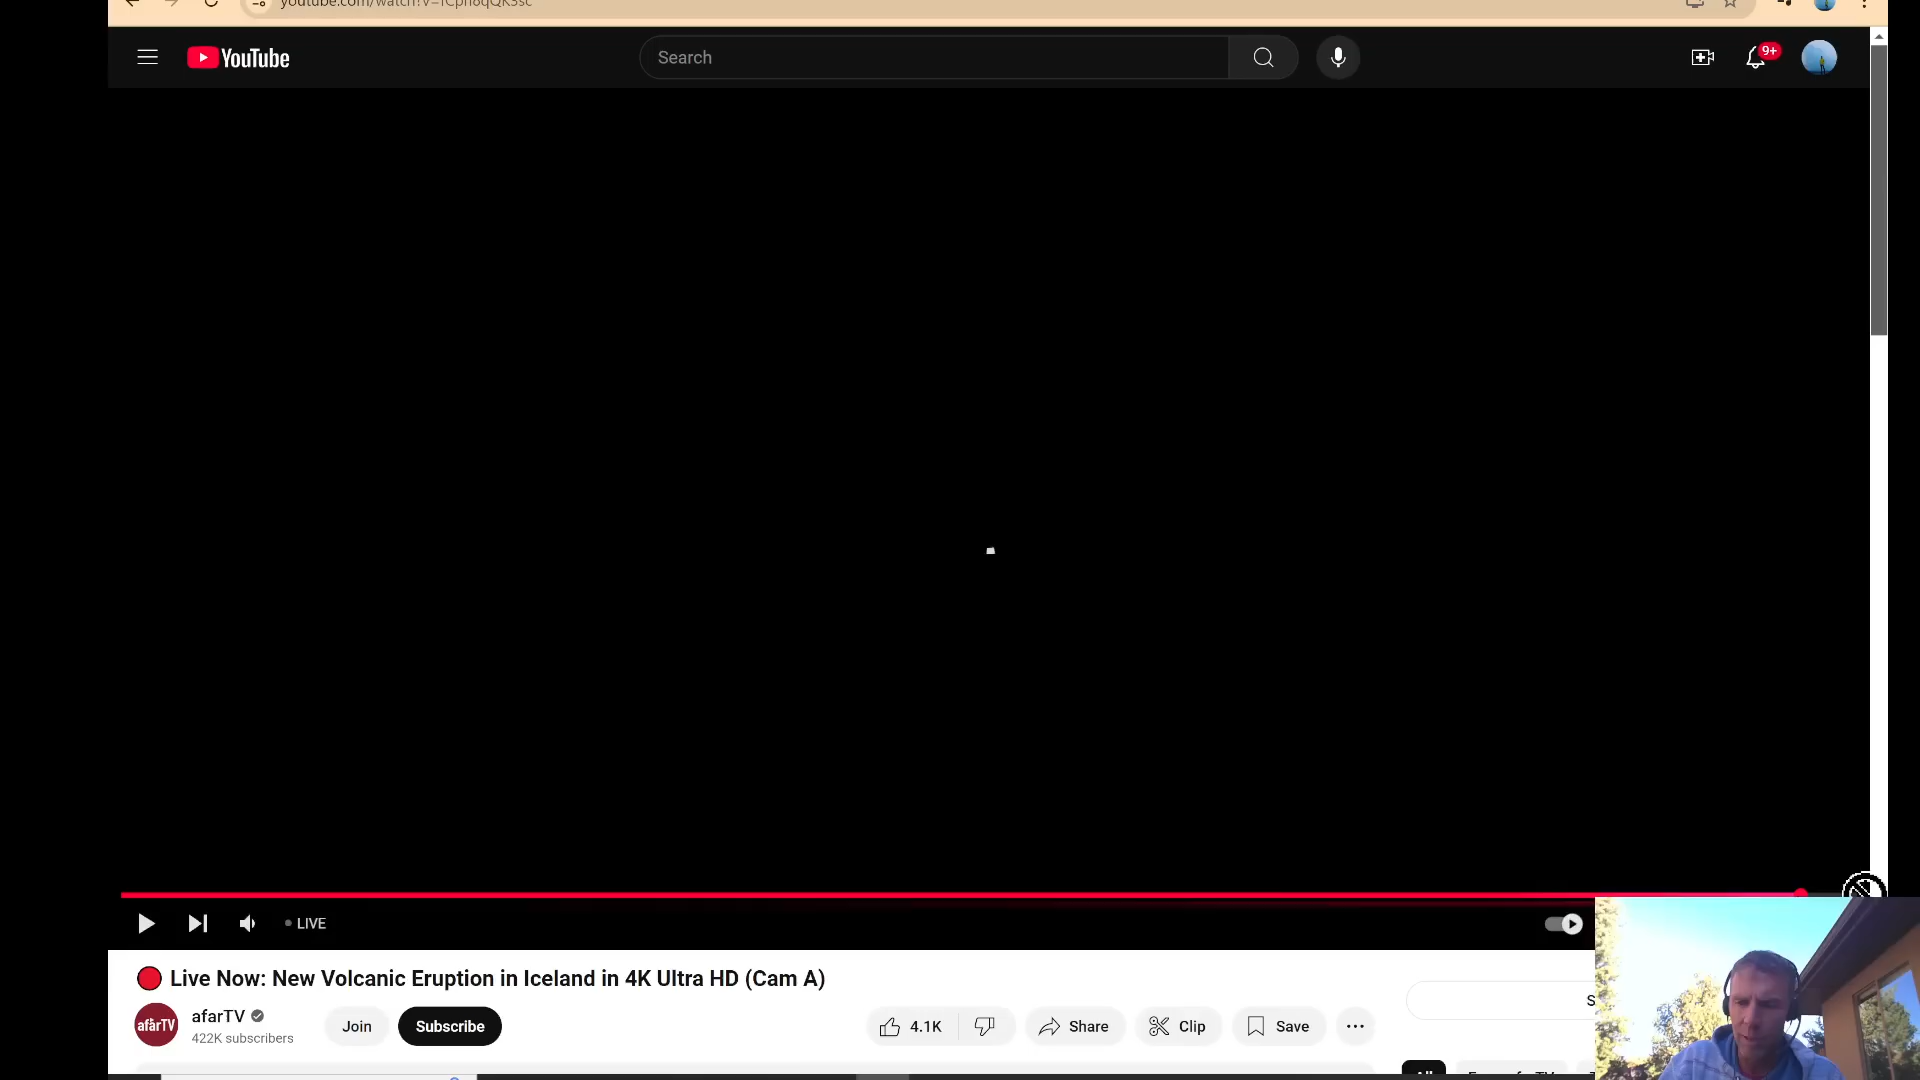 YouTube
Search
9+
LIVE
Live Now: New Volcanic Eruption in Iceland in 4K Ultra HD (Cam A)
afarTV
afarTV
422K subscribers
Join
Subscribe
4.1K
Share
Clip
Save